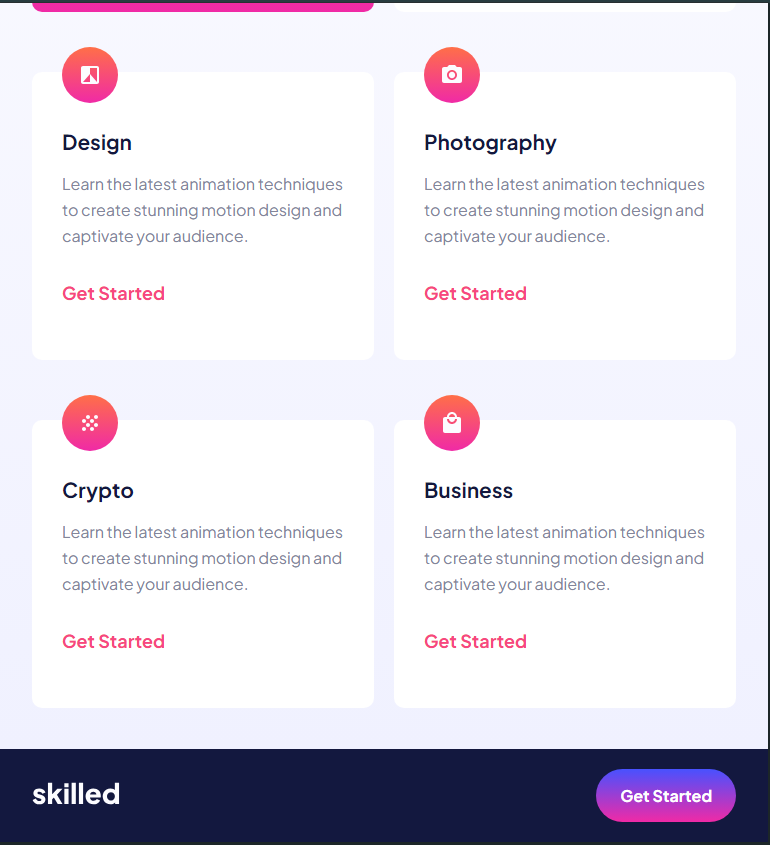 Design
Learn the latest animation techniques
to create stunning motion design and
captivate your audience.
Get Started
Photography
Learn the latest animation techniques
to create stunning motion design and
captivate your audience.
Get Started
Crypto
Learn the latest animation techniques
to create stunning motion design and
captivate your audience.
Get Started
Business
Learn the latest animation techniques
to create stunning motion design and
captivate your audience.
Get Started
skilled
Get Started